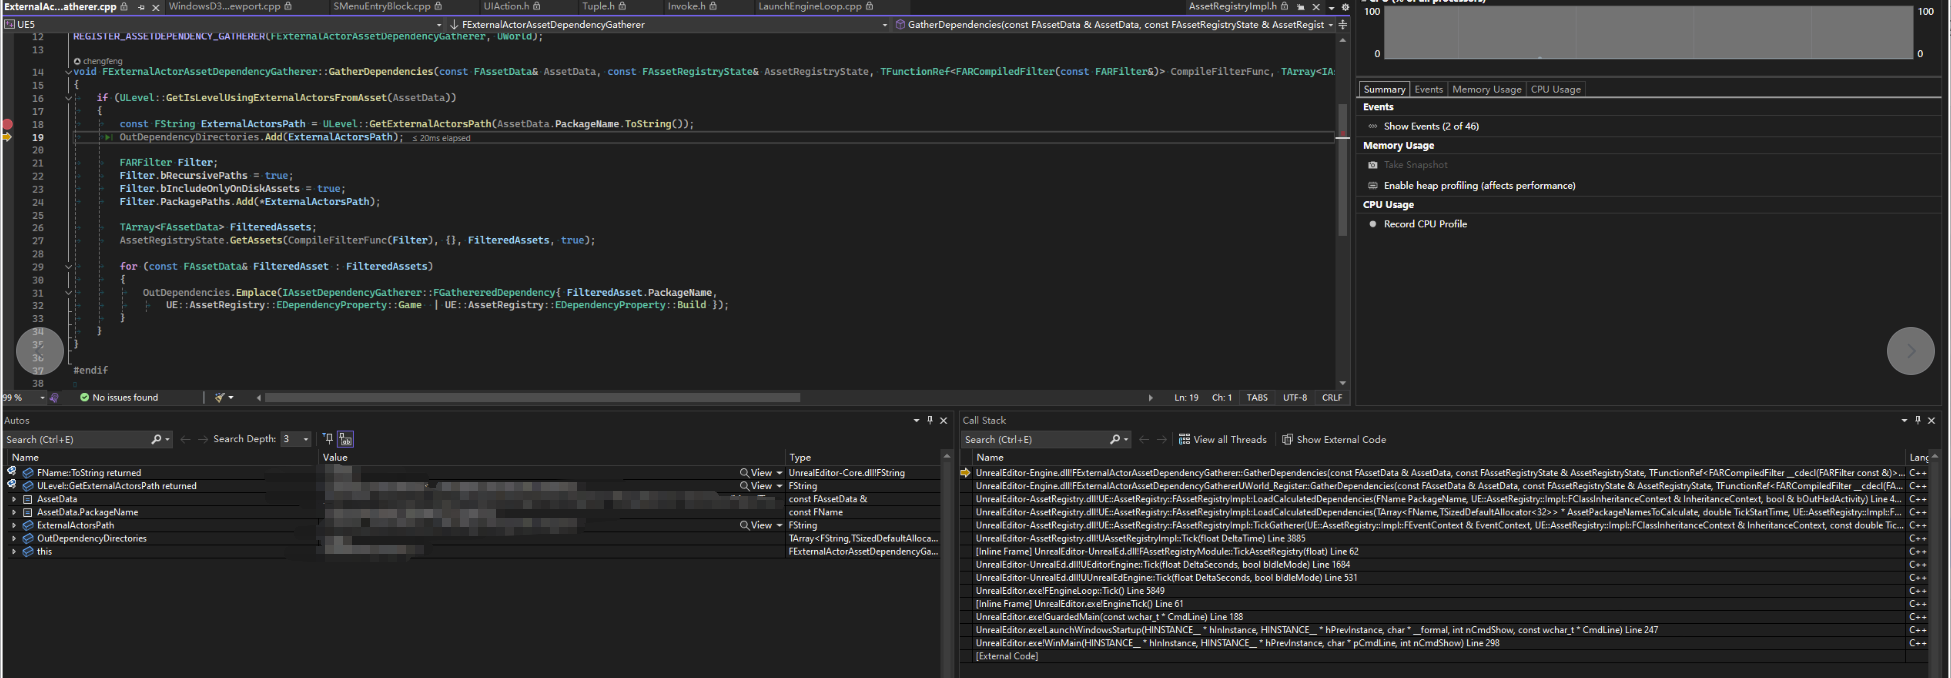 ExternalAc...atherer.cpp
WindowsD3...ewport.cpp
SMenuEntryBlock.cpp
UIAction.h
Tuple.h
Invoke.h
LaunchEngineLoop.cpp
AssetRegistryImpl.h
UE5
FExternalActorAssetDependencyGatherer
GatherDependencies(const FAssetData & AssetData, const FAssetRegistryState & AssetRegist
12 REGISTER_ASSETDEPENDENCY_GATHERER(FExternalActorAssetDependencyGatherer, UWorld);
13
chengfeng
14 void FExternalActorAssetDependencyGatherer::GatherDependencies(const FAssetData& AssetData, const FAssetRegistryState& AssetRegistryState, TFunctionRef<FARCompiledFilter(const FARFilter&)> CompileFilterFunc, TArray<IAs
15 {
16 if (ULevel::GetIsLevelUsingExternalActorsFromAsset(AssetData))
17 {
18 const FString ExternalActorsPath = ULevel::GetExternalActorsPath(AssetData.PackageName.ToString());
19 OutDependencyDirectories.Add(ExternalActorsPath); ≤ 20ms elapsed
20
21 FARFilter Filter;
22 Filter.bRecursivePaths = true;
23 Filter.bIncludeOnlyOnDiskAssets = true;
24 Filter.PackagePaths.Add(*ExternalActorsPath);
25
26 TArray<FAssetData> FilteredAssets;
27 AssetRegistryState.GetAssets(CompileFilterFunc(Filter), {}, FilteredAssets, true);
28
29 for (const FAssetData& FilteredAsset : FilteredAssets)
30 {
31 OutDependencies.Emplace(IAssetDependencyGatherer::FGathereredDependency{ FilteredAsset.PackageName,
32 UE::AssetRegistry::EDependencyProperty::Game | UE::AssetRegistry::EDependencyProperty::Build });
33 }
34 }
35 }
36
37 #endif
38
99 %
No issues found
Ln: 19 Ch: 1 TABS UTF-8 CRLF
CPU (% of all processors)
100 100
0 0
Summary Events Memory Usage CPU Usage
Events
Show Events (2 of 46)
Memory Usage
Take Snapshot
Enable heap profiling (affects performance)
CPU Usage
Record CPU Profile
Autos
Search (Ctrl+E) Search Depth: 3
Name Value Type
FName::ToString returned View UnrealEditor-Core.dll!FString
ULevel::GetExternalActorsPath returned View FString
AssetData const FAssetData &
AssetData.PackageName const FName
ExternalActorsPath View FString
OutDependencyDirectories TArray<FString,TSizedDefaultAlloca...
this FExternalActorAssetDependencyGa...
Call Stack
Search (Ctrl+E) View all Threads Show External Code
Name Lang
UnrealEditor-Engine.dll!FExternalActorAssetDependencyGatherer::GatherDependencies(const FAssetData & AssetData, const FAssetRegistryState & AssetRegistryState, TFunctionRef<FARCompiledFilter __cdecl(FARFilter const &)>... C++
UnrealEditor-Engine.dll!FExternalActorAssetDependencyGathererUWorld_Register::GatherDependencies(const FAssetData & AssetData, const FAssetRegistryState & AssetRegistryState, TFunctionRef<FARCompiledFilter __cdecl(FA... C++
UnrealEditor-AssetRegistry.dll!UE::AssetRegistry::FAssetRegistryImpl::LoadCalculatedDependencies(FName PackageName, UE::AssetRegistry::Impl::FClassInheritanceContext & InheritanceContext, bool & bOutHadActivity) Line 4... C++
UnrealEditor-AssetRegistry.dll!UE::AssetRegistry::FAssetRegistryImpl::LoadCalculatedDependencies(TArray<FName,TSizedDefaultAllocator<32>> * AssetPackageNamesToCalculate, double TickStartTime, UE::AssetRegistry::Impl::F... C++
UnrealEditor-AssetRegistry.dll!UE::AssetRegistry::FAssetRegistryImpl::TickGatherer(UE::AssetRegistry::Impl::FEventContext & EventContext, UE::AssetRegistry::Impl::FClassInheritanceContext & InheritanceContext, const double Tic... C++
UnrealEditor-AssetRegistry.dll!UAssetRegistryImpl::Tick(float DeltaTime) Line 3885 C++
[Inline Frame] UnrealEditor-UnrealEd.dll!FAssetRegistryModule::TickAssetRegistry(float) Line 62 C++
UnrealEditor-UnrealEd.dll!UEditorEngine::Tick(float DeltaSeconds, bool bIdleMode) Line 1684 C++
UnrealEditor-UnrealEd.dll!UUnrealEdEngine::Tick(float DeltaSeconds, bool bIdleMode) Line 531 C++
UnrealEditor.exe!FEngineLoop::Tick() Line 5849 C++
[Inline Frame] UnrealEditor.exe!EngineTick() Line 61 C++
UnrealEditor.exe!GuardedMain(const wchar_t * CmdLine) Line 188 C++
UnrealEditor.exe!LaunchWindowsStartup(HINSTANCE__ * hInInstance, HINSTANCE__ * hPrevInstance, char * __formal, int nCmdShow, const wchar_t * CmdLine) Line 247 C++
UnrealEditor.exe!WinMain(HINSTANCE__ * hInInstance, HINSTANCE__ * hPrevInstance, char * pCmdLine, int nCmdShow) Line 298 C++
[External Code]